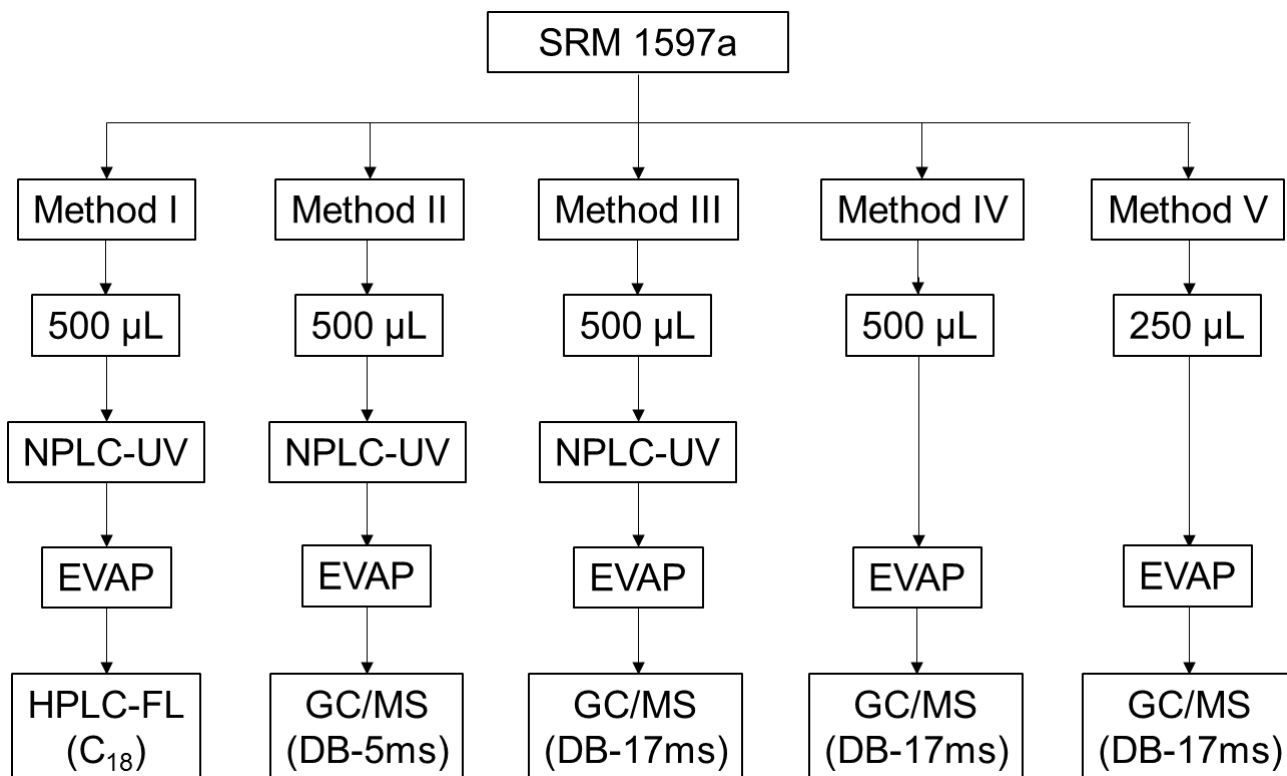 SRM 1597a
Method I
Method II
Method III
Method IV
Method V
500 µL
500 µL
500 µL
500 µL
250 µL
NPLC-UV
NPLC-UV
NPLC-UV
EVAP
EVAP
EVAP
EVAP
EVAP
HPLC-FL
(C₁₈)
GC/MS
(DB-5ms)
GC/MS
(DB-17ms)
GC/MS
(DB-17ms)
GC/MS
(DB-17ms)